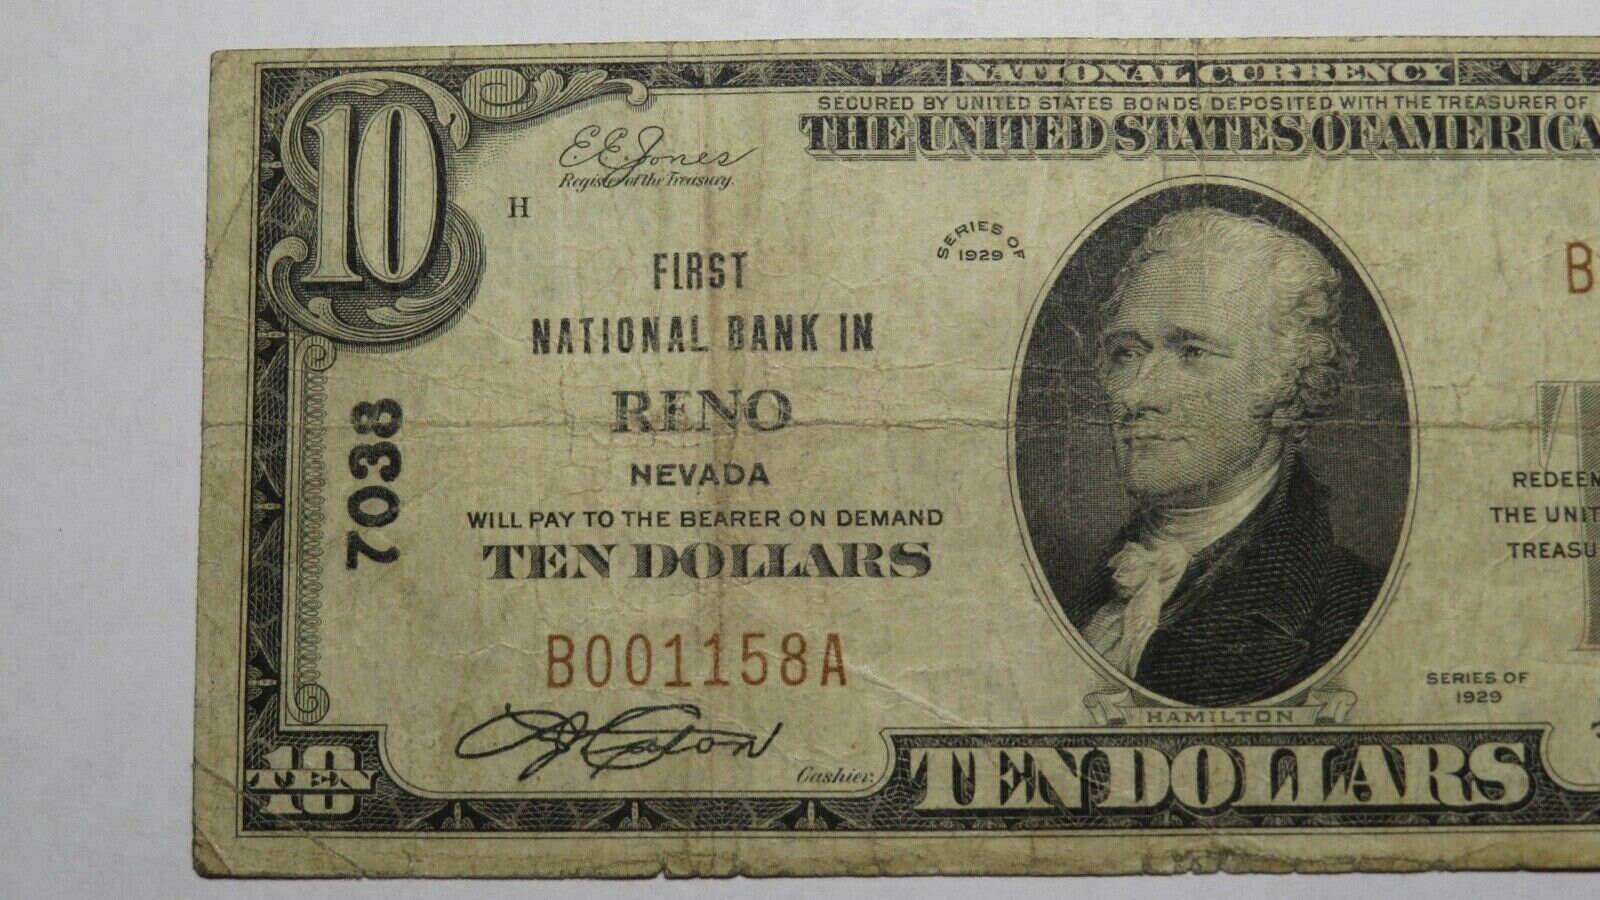 NATIONAL CURRENCY
SECURED BY UNITED STATES BONDS DEPOSITED WITH THE TREASURER OF
THE UNITED STATES OF AMERICA
10
E.E. Jones
Register of the Treasury.
H
SERIES OF
1929
B
FIRST
NATIONAL BANK IN
RENO
NEVADA
7038
WILL PAY TO THE BEARER ON DEMAND
TEN DOLLARS
REDEEM
THE UNIT
TREASU
B001158A
SERIES OF
1929
HAMILTON
Cashier.
10
TEN
TEN DOLLARS